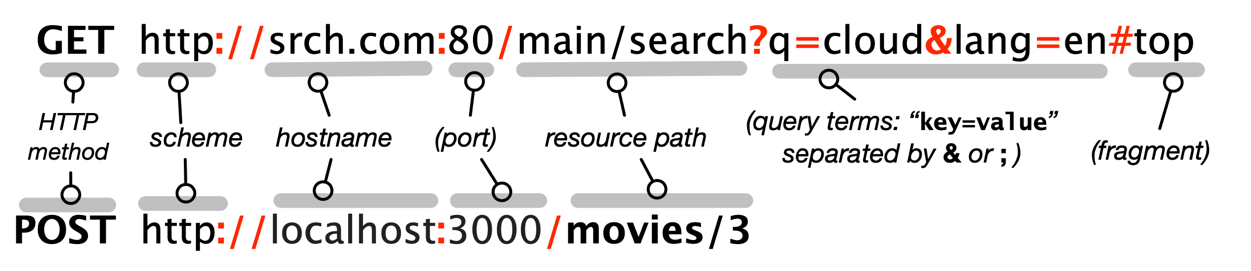 GET http://srch.com:80/main/search?q=cloud&lang=en#top
HTTP method
scheme
hostname
(port)
resource path
(query terms: “key=value”
separated by & or ;)
(fragment)
POST http://localhost:3000/movies/3